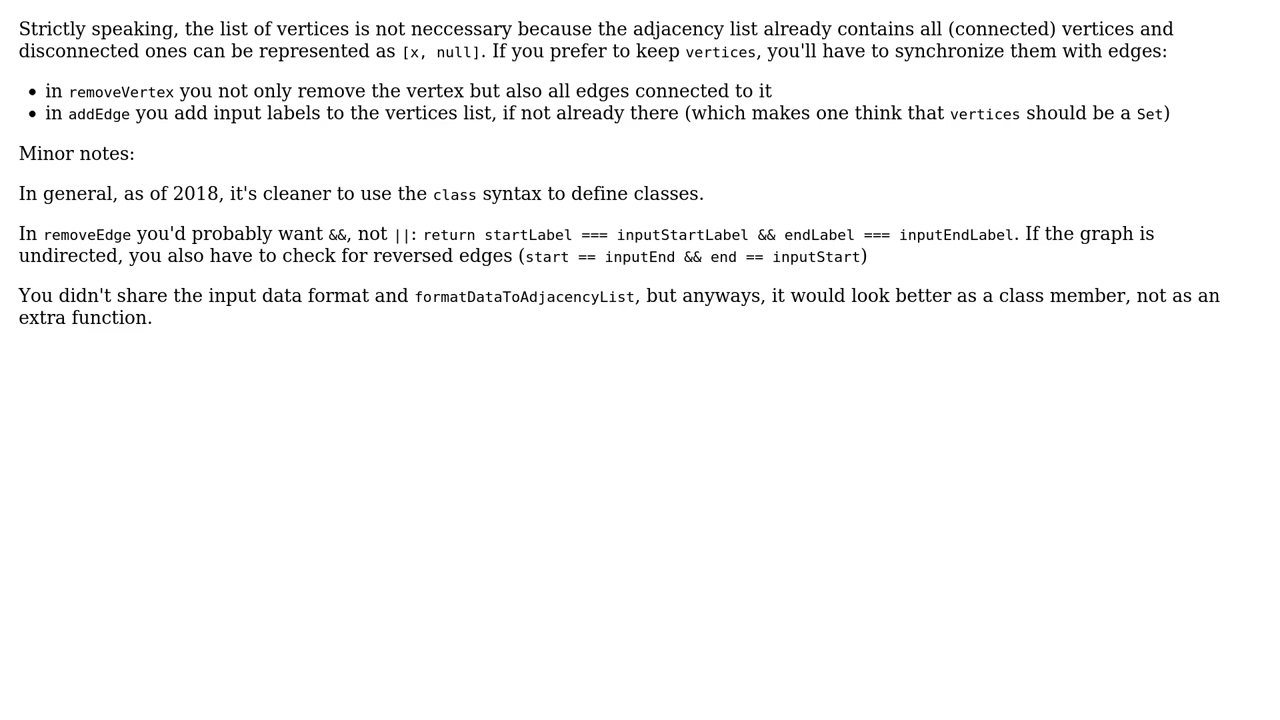 Strictly speaking, the list of vertices is not neccessary because the adjacency list already contains all (connected) vertices and
disconnected ones can be represented as [x, null]. If you prefer to keep vertices, you'll have to synchronize them with edges:
• in removeVertex you not only remove the vertex but also all edges connected to it
• in addEdge you add input labels to the vertices list, if not already there (which makes one think that vertices should be a Set)
Minor notes:
In general, as of 2018, it's cleaner to use the class syntax to define classes.
In removeEdge you'd probably want &&, not ||: return startLabel === inputStartLabel && endLabel === inputEndLabel. If the graph is
undirected, you also have to check for reversed edges (start == inputEnd && end == inputStart)
You didn't share the input data format and formatDataToAdjacencyList, but anyways, it would look better as a class member, not as an
extra function.